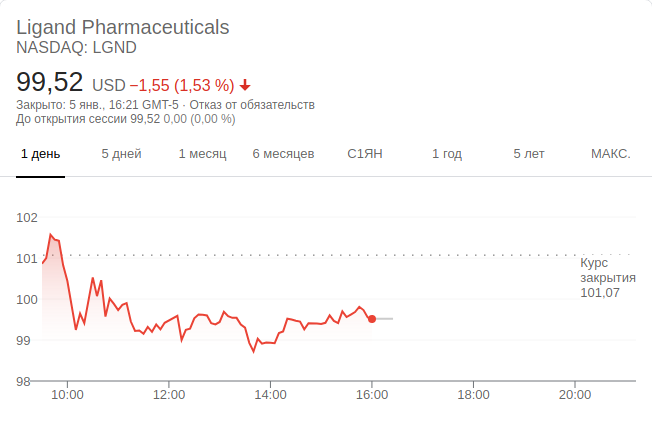 Ligand Pharmaceuticals
NASDAQ: LGND
99,52 USD −1,55 (1,53 %)
Закрыто: 5 янв., 16:21 GMT-5 · Отказ от обязательств
До открытия сессии 99,52 0,00 (0,00 %)
1 день 5 дней 1 месяц 6 месяцев С1ЯН 1 год 5 лет МАКС.
102
101
100
99
98
Курс
закрытия
101,07
10:00 12:00 14:00 16:00 18:00 20:00